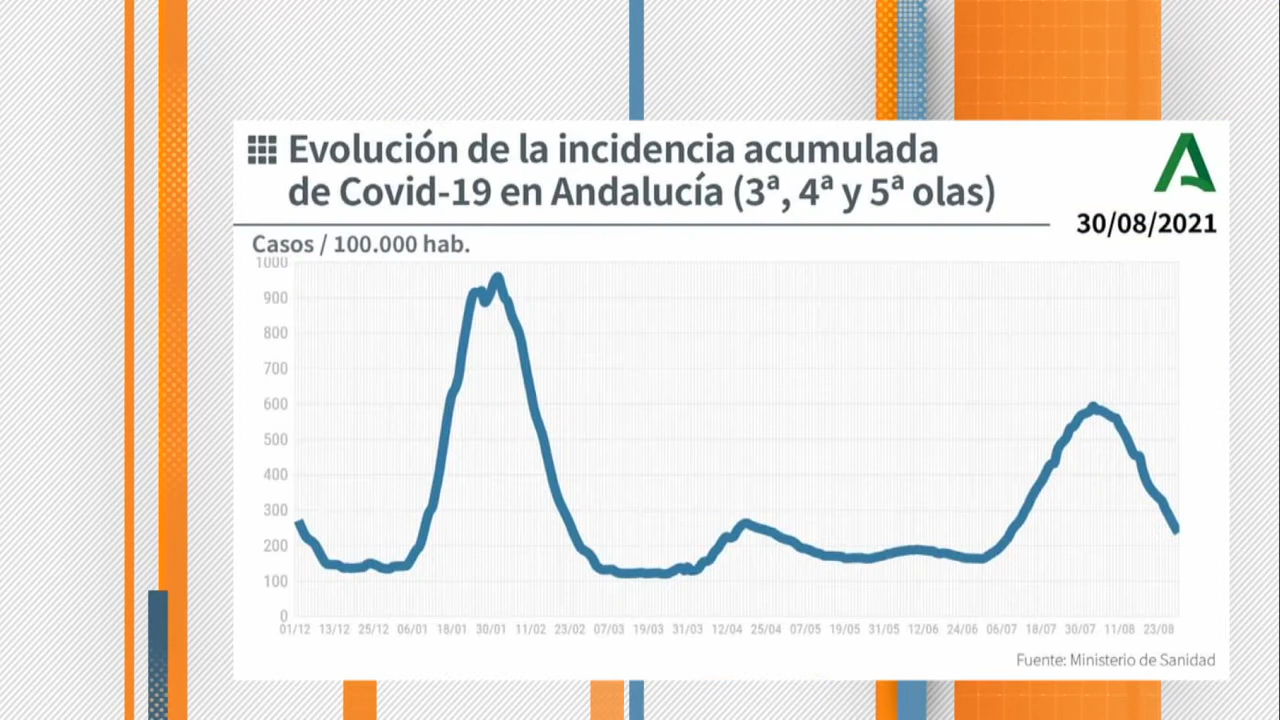 Evolución de la incidencia acumulada
de Covid-19 en Andalucía (3ª, 4ª y 5ª olas)
30/08/2021
Casos / 100.000 hab.
1000
900
800
700
600
500
400
300
200
100
0
01/12 13/12 25/12 06/01 18/01 30/01 11/02 23/02 07/03 19/03 31/03 12/04 25/04 07/05 19/05 31/05 12/06 24/06 06/07 18/07 30/07 11/08 23/08
Fuente: Ministerio de Sanidad